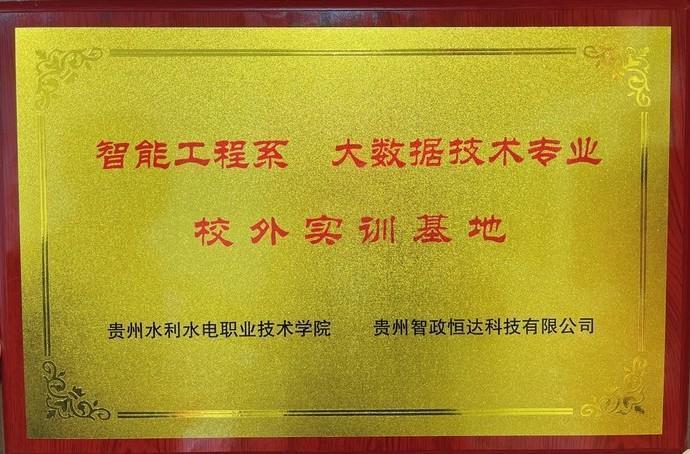 智能工程系 大数据技术专业
校外实训基地
贵州水利水电职业技术学院 贵州智政恒达科技有限公司